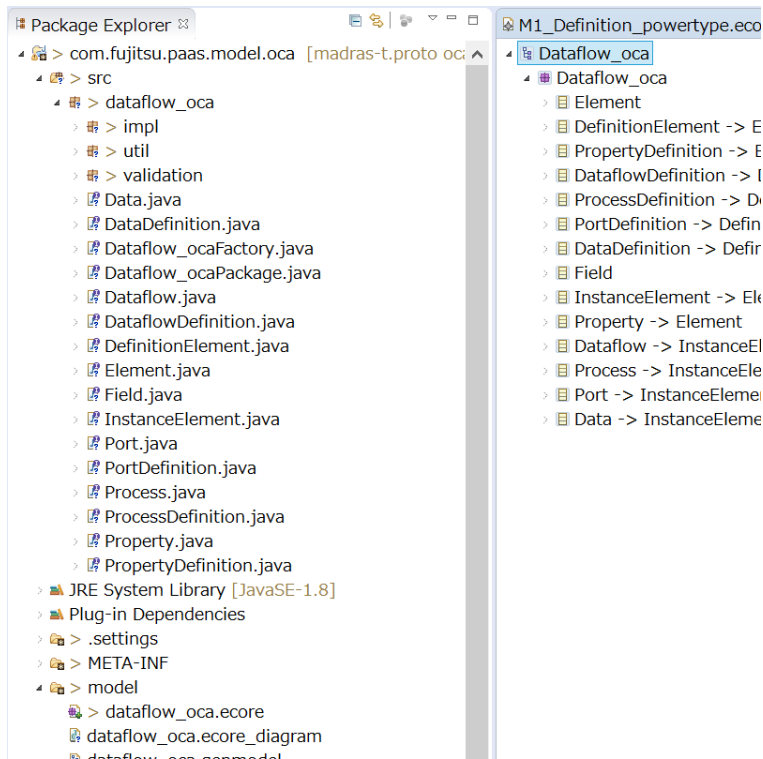 Package Explorer
> com.fujitsu.paas.model.oca [madras-t.proto oca
> src
> dataflow_oca
> impl
> util
> validation
Data.java
DataDefinition.java
Dataflow_ocaFactory.java
Dataflow_ocaPackage.java
Dataflow.java
DataflowDefinition.java
DefinitionElement.java
Element.java
Field.java
InstanceElement.java
Port.java
PortDefinition.java
Process.java
ProcessDefinition.java
Property.java
PropertyDefinition.java
JRE System Library [JavaSE-1.8]
Plug-in Dependencies
> .settings
> META-INF
> model
> dataflow_oca.ecore
dataflow_oca.ecore_diagram
dataflow_oca.genmodel
M1_Definition_powertype.eco
Dataflow_oca
Dataflow_oca
Element
DefinitionElement -> E
PropertyDefinition -> E
DataflowDefinition -> D
ProcessDefinition -> De
PortDefinition -> Defin
DataDefinition -> Defin
Field
InstanceElement -> Ele
Property -> Element
Dataflow -> InstanceEl
Process -> InstanceEle
Port -> InstanceElemen
Data -> InstanceEleme